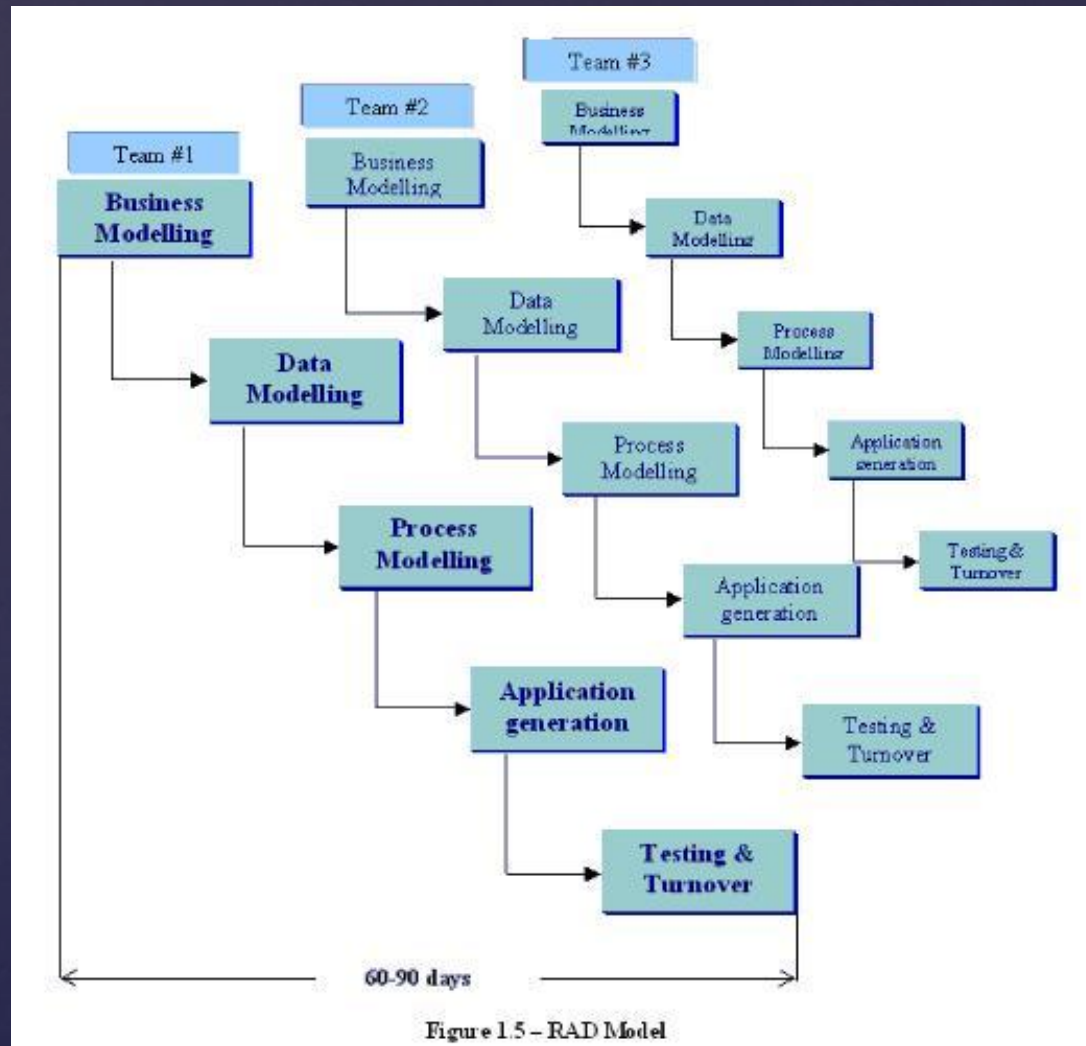 Team #1
Business
Modelling
Data
Modelling
Process
Modelling
Application
generation
Testing &
Turnover
Team #2
Business
Modelling
Data
Modelling
Process
Modelling
Application
generation
Testing &
Turnover
Team #3
Business
Modelling
Data
Modelling
Process
Modelling
Application
generation
Testing &
Turnover
60-90 days
Figure 1.5 – RAD Model